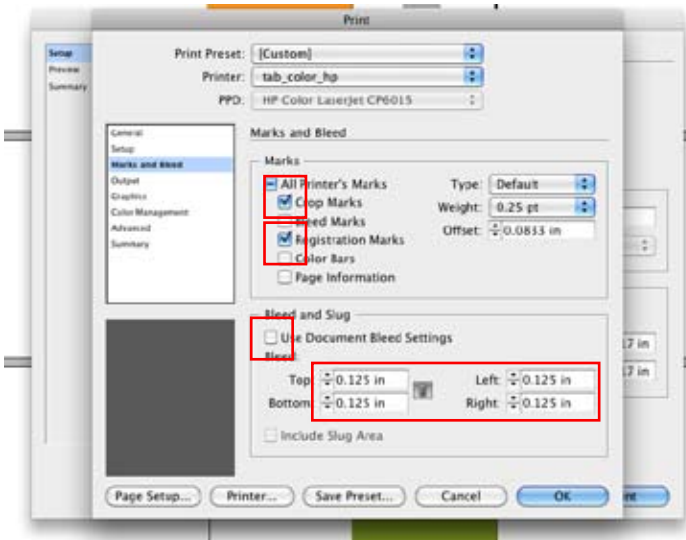 Print
Setup
Preview
Summary
Print Preset: [Custom]
Printer: tab_color_hp
PPD: HP Color LaserJet CP6015
General
Setup
Marks and Bleed
Output
Graphics
Color Management
Advanced
Summary
Marks and Bleed
Marks
All Printer's Marks
Crop Marks
Bleed Marks
Registration Marks
Color Bars
Page Information
Type: Default
Weight: 0.25 pt
Offset: 0.0833 in
Bleed and Slug
Use Document Bleed Settings
Bleed
Top: 0.125 in Left: 0.125 in
Bottom: 0.125 in Right: 0.125 in
Include Slug Area
17 in
17 in
Page Setup... Printer... Save Preset... Cancel OK